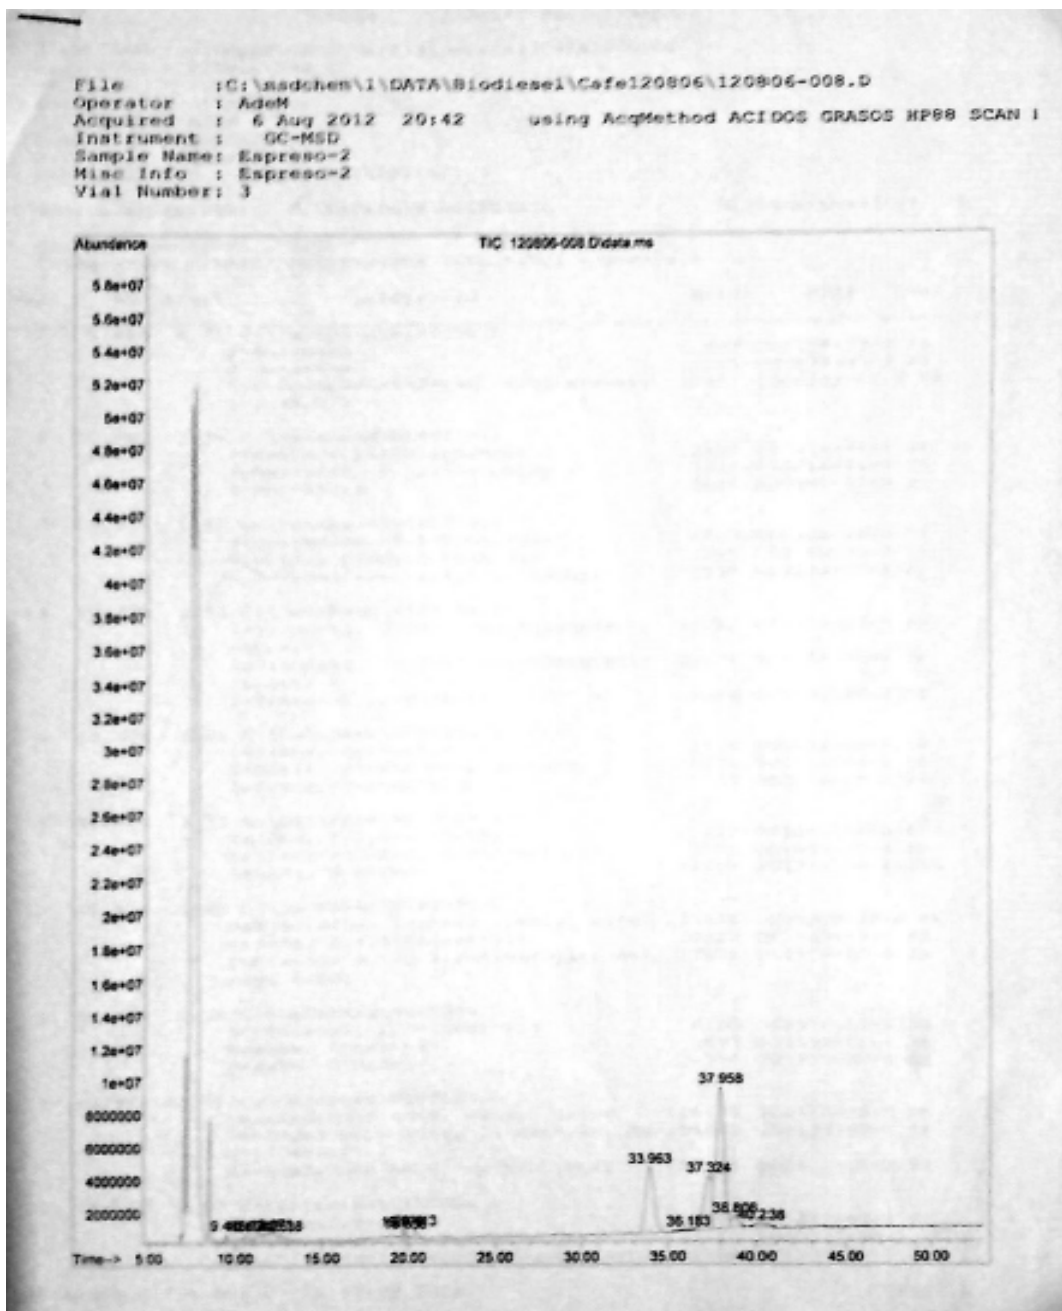 File :C:\msdchem\1\DATA\Biodiesel\Cafe120806\120806-008.D
Operator : AdeM
Acquired : 6 Aug 2012 20:42 using AcqMethod ACIDOS GRASOS HP88 SCAN
Instrument : GC-MSD
Sample Name: Espreso-2
Misc Info : Espreso-2
Vial Number: 3
Abundance
TIC: 120806-008.D\data.ms
5.8e+07
5.6e+07
5.4e+07
5.2e+07
5e+07
4.8e+07
4.6e+07
4.4e+07
4.2e+07
4e+07
3.8e+07
3.6e+07
3.4e+07
3.2e+07
3e+07
2.8e+07
2.6e+07
2.4e+07
2.2e+07
2e+07
1.8e+07
1.6e+07
1.4e+07
1.2e+07
1e+07
8000000
6000000
4000000
2000000
37.958
33.963
37.324
38.806
40.238
36.183
Time--> 5.00 10.00 15.00 20.00 25.00 30.00 35.00 40.00 45.00 50.00